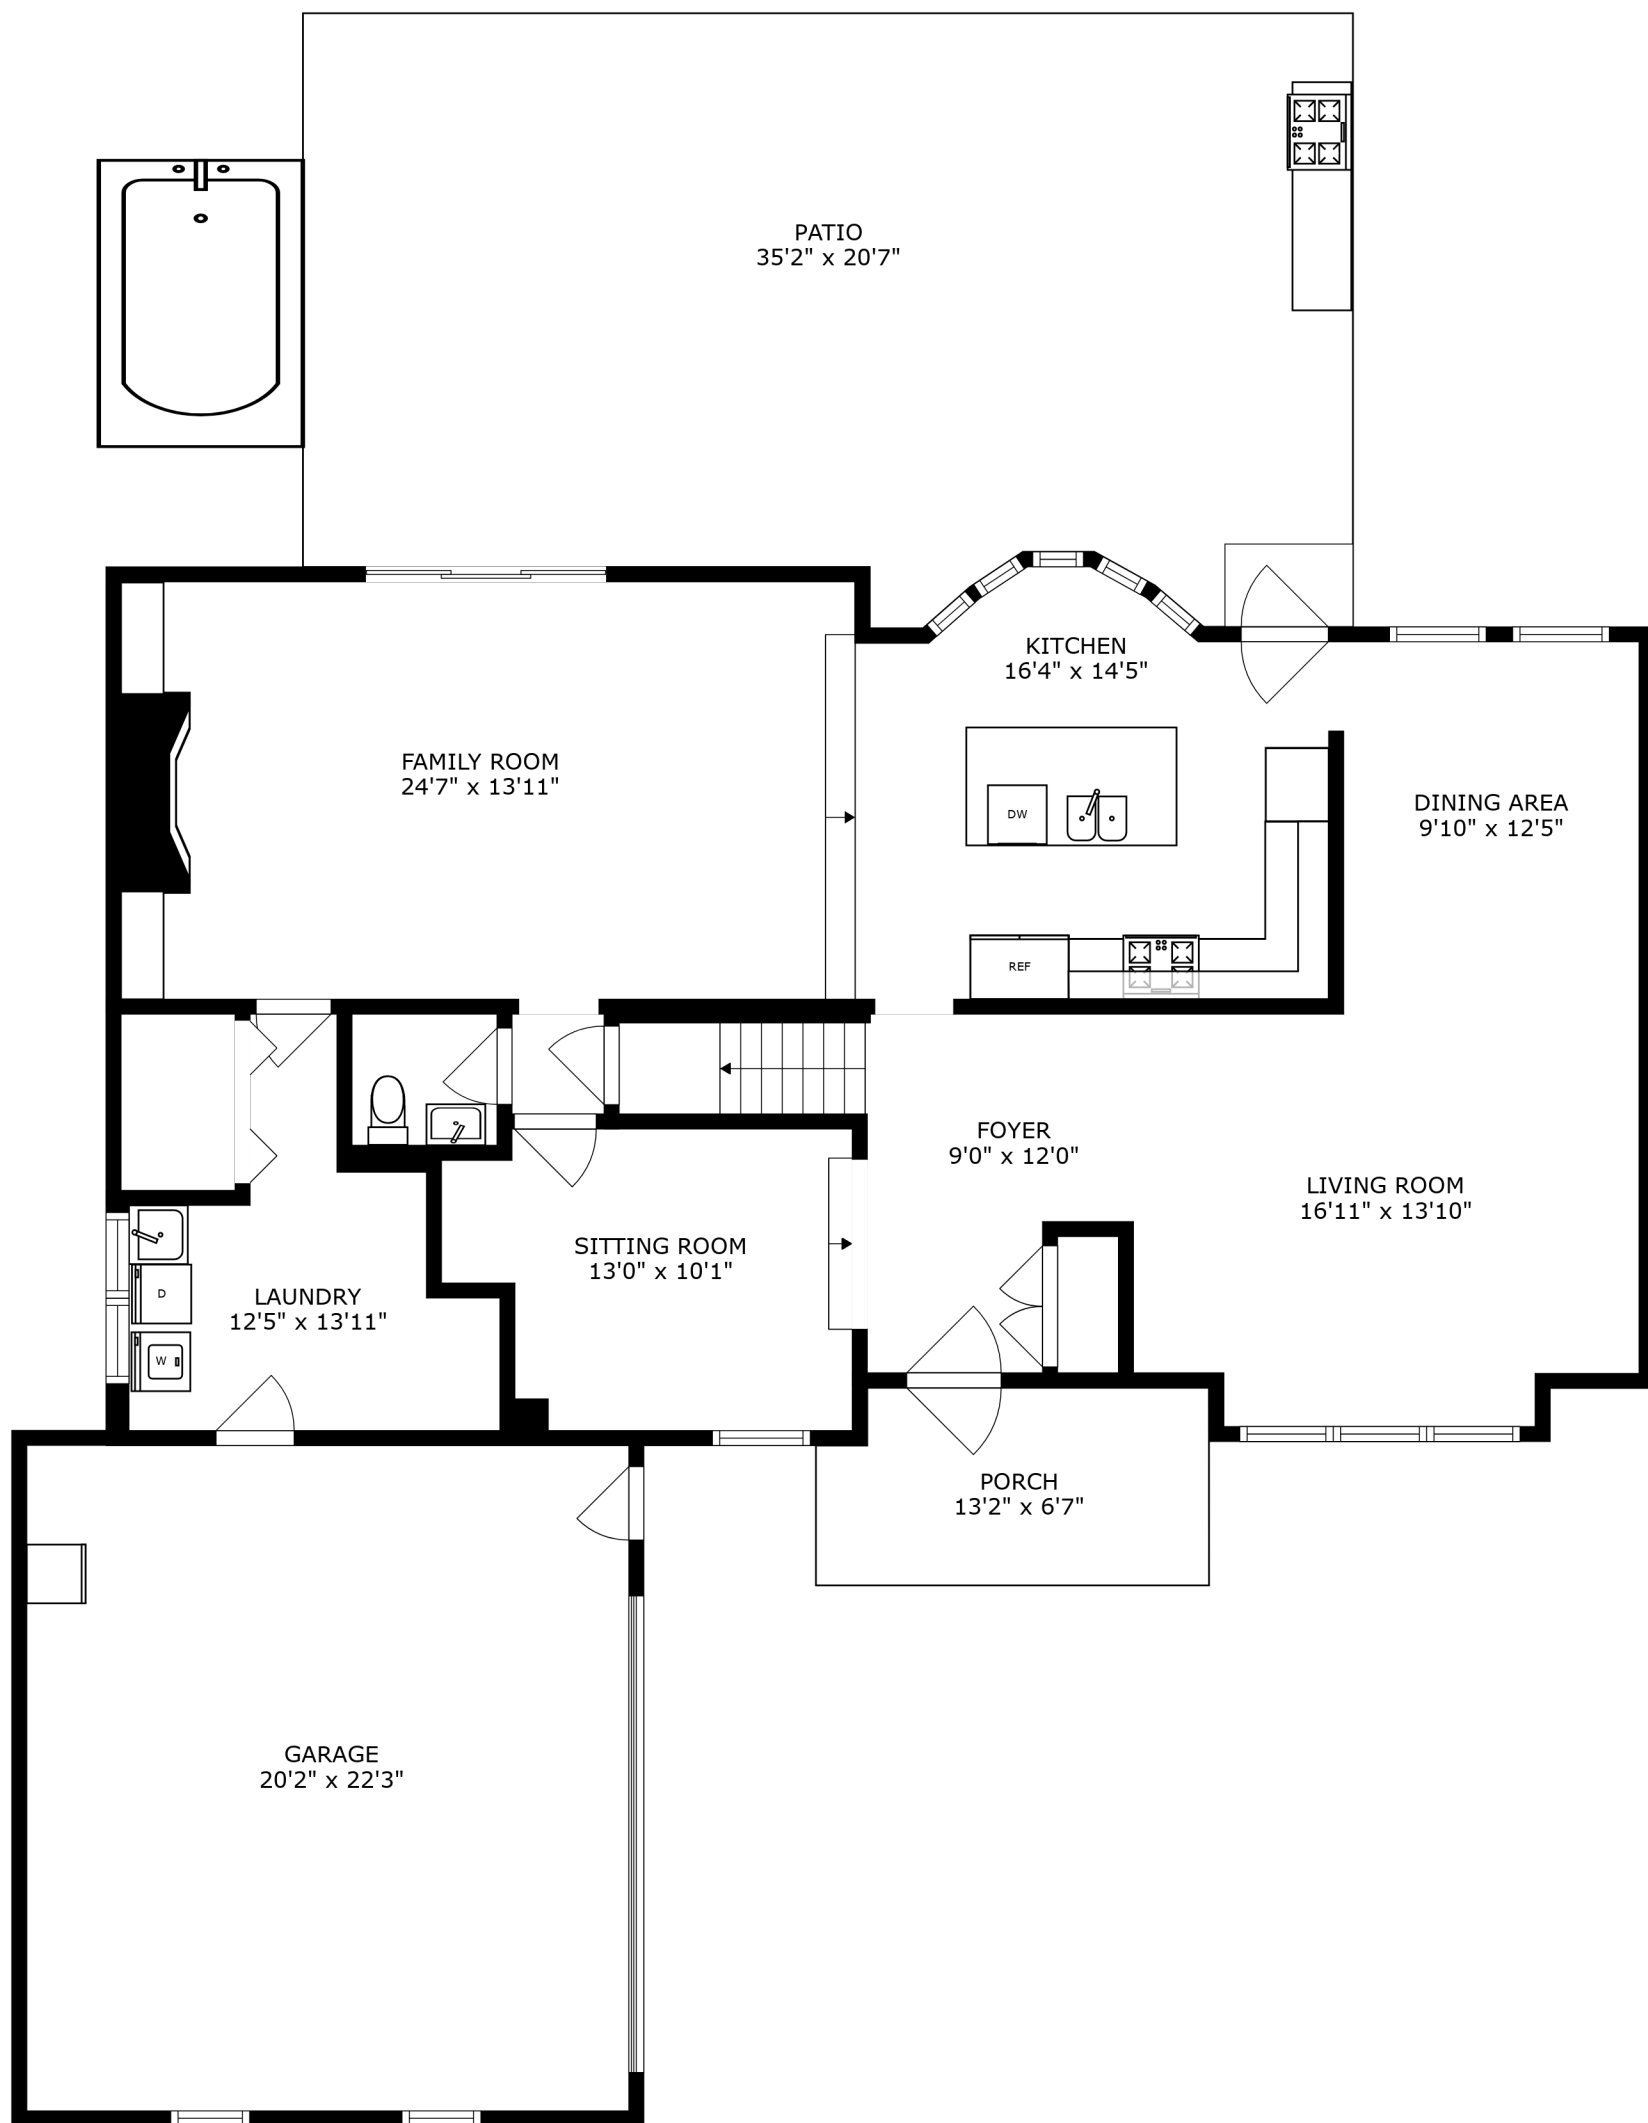 PATIO
35'2" x 20'7"
KITCHEN
16'4" x 14'5"
FAMILY ROOM
24'7" x 13'11"
DW
DINING AREA
9'10" x 12'5"
REF
FOYER
9'0" x 12'0"
LIVING ROOM
16'11" x 13'10"
SITTING ROOM
13'0" x 10'1"
D
LAUNDRY
12'5" x 13'11"
W
PORCH
13'2" x 6'7"
GARAGE
20'2" x 22'3"